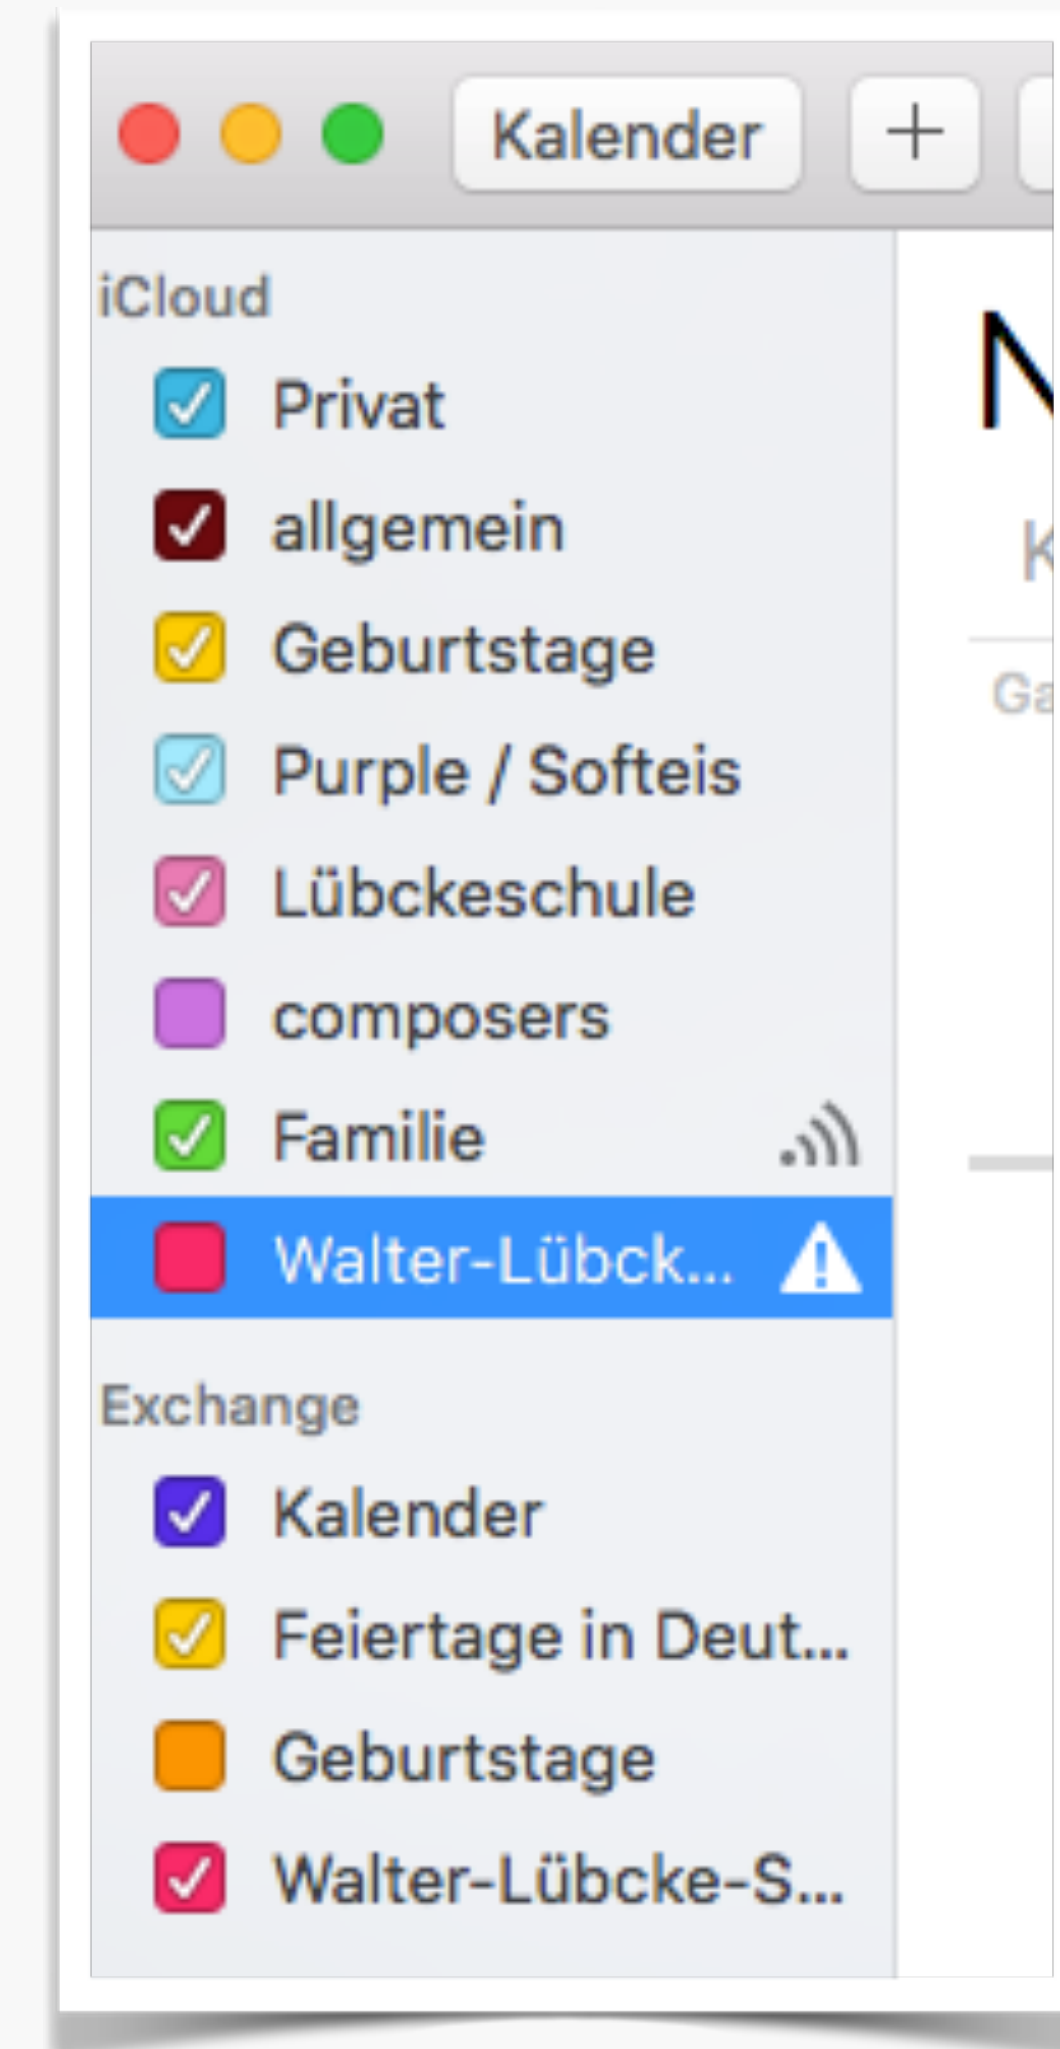 Kalender +
iCloud
Privat
allgemein
Geburtstage
Purple / Softeis
Lübckeschule
composers
Familie
Walter-Lübck...
Exchange
Kalender
Feiertage in Deut...
Geburtstage
Walter-Lübcke-S...
N
K
Ga